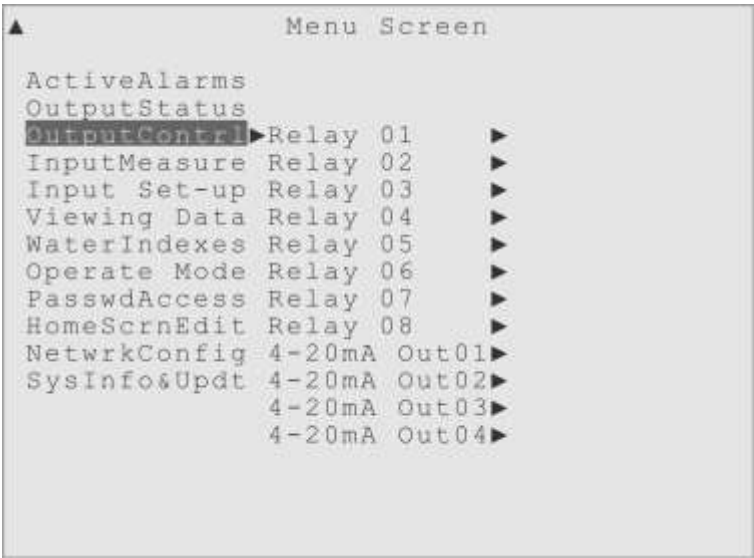 ▲ Menu Screen
ActiveAlarms
OutputStatus
OutputContrl▶Relay 01 ▶
InputMeasure Relay 02 ▶
Input Set-up Relay 03 ▶
Viewing Data Relay 04 ▶
WaterIndexes Relay 05 ▶
Operate Mode Relay 06 ▶
PasswdAccess Relay 07 ▶
HomeScrnEdit Relay 08 ▶
NetwrkConfig 4-20mA Out01▶
SysInfo&Updt 4-20mA Out02▶
4-20mA Out03▶
4-20mA Out04▶